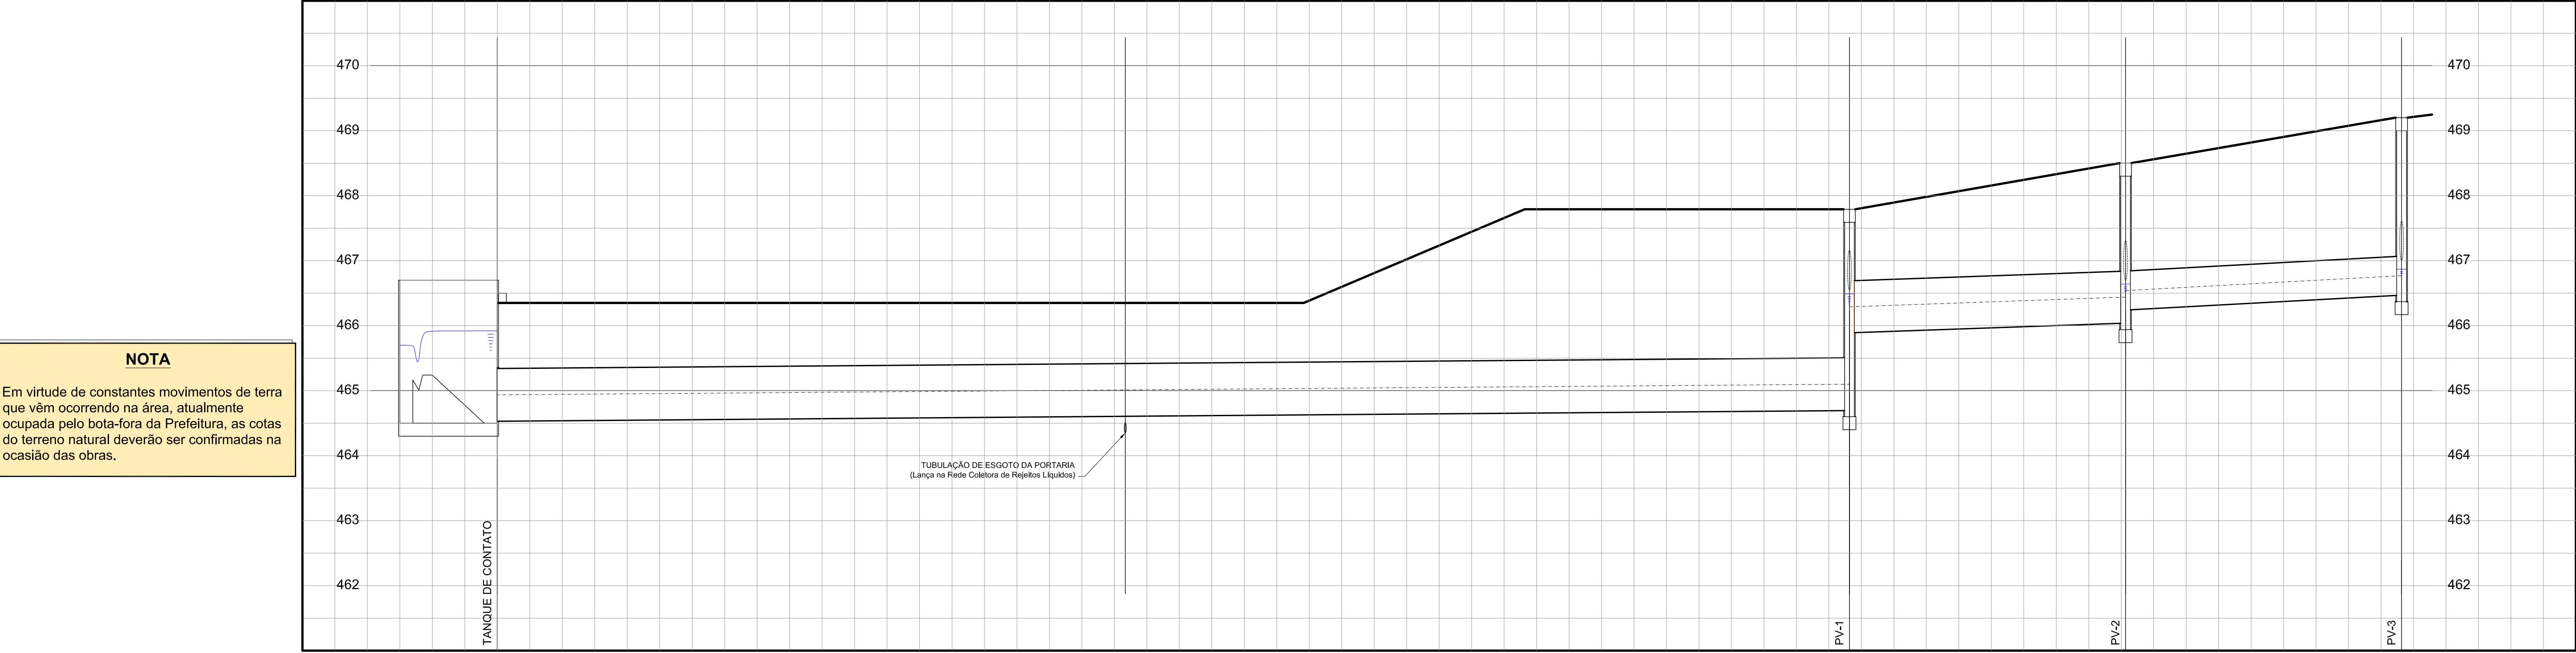 NOTA
Em virtude de constantes movimentos de terra
que vêm ocorrendo na área, atualmente
ocupada pelo bota-fora da Prefeitura, as cotas
do terreno natural deverão ser confirmadas na
ocasião das obras.
470
469
468
467
466
465
464
463
462
TANQUE DE CONTATO
TUBULAÇÃO DE ESGOTO DA PORTARIA
(Lança na Rede Coletora de Rejeitos Líquidos)
PV-1
PV-2
PV-3
470
469
468
467
466
465
464
463
462